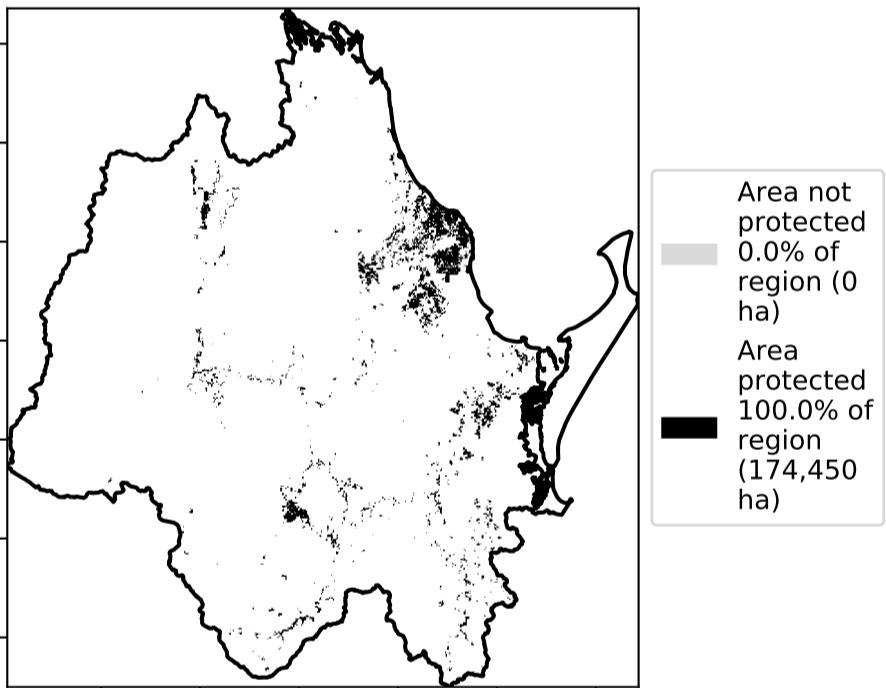 Area not
protected
0.0% of
region (0
ha)
Area
protected
100.0% of
region
(174,450
ha)